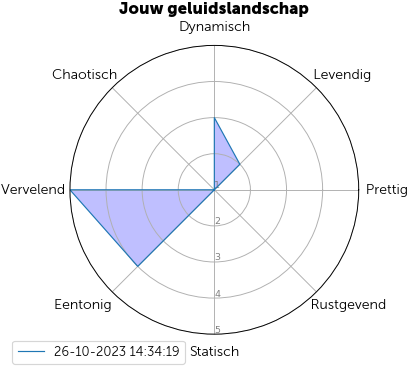 Jouw geluidslandschap
Dynamisch
Chaotisch
Levendig
Vervelend
Prettig
1
2
3
4
5
Eentonig
Rustgevend
Statisch
26-10-2023 14:34:19